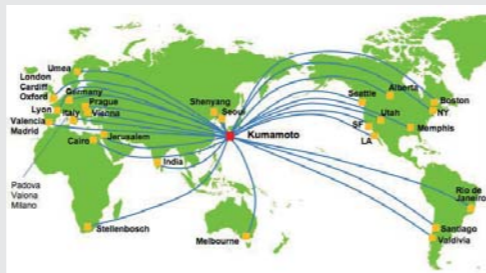 Umea
London
Cardiff
Oxford
Germany
Prague
Lyon
Italy
Vienna
Valencia
Madrid
Jerusalem
Cairo
Padova
Vaiona
Milano
Stellenbosch
India
Shenyang
Seoul
Kumamoto
Melbourne
Alberta
Seattle
Boston
NY
Utah
SF
Memphis
LA
Rio de
Janeiro
Santiago
Valdivia